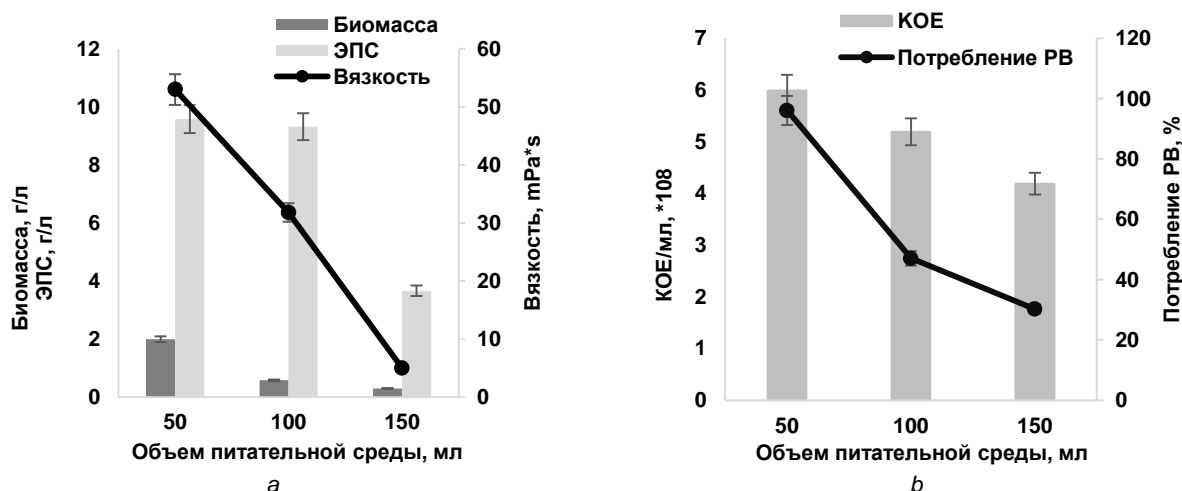 Биомасса
ЭПС
Вязкость
12
10
8
6
4
2
0
60
50
40
30
20
10
0
Биомасса, г/л
ЭПС, г/л
Вязкость, mPa*s
50 100 150
Объем питательной среды, мл
a
КОЕ
Потребление РВ
7
6
5
4
3
2
1
0
120
100
80
60
40
20
0
КОЕ/мл, *108
Потребление РВ, %
50 100 150
Объем питательной среды, мл
b